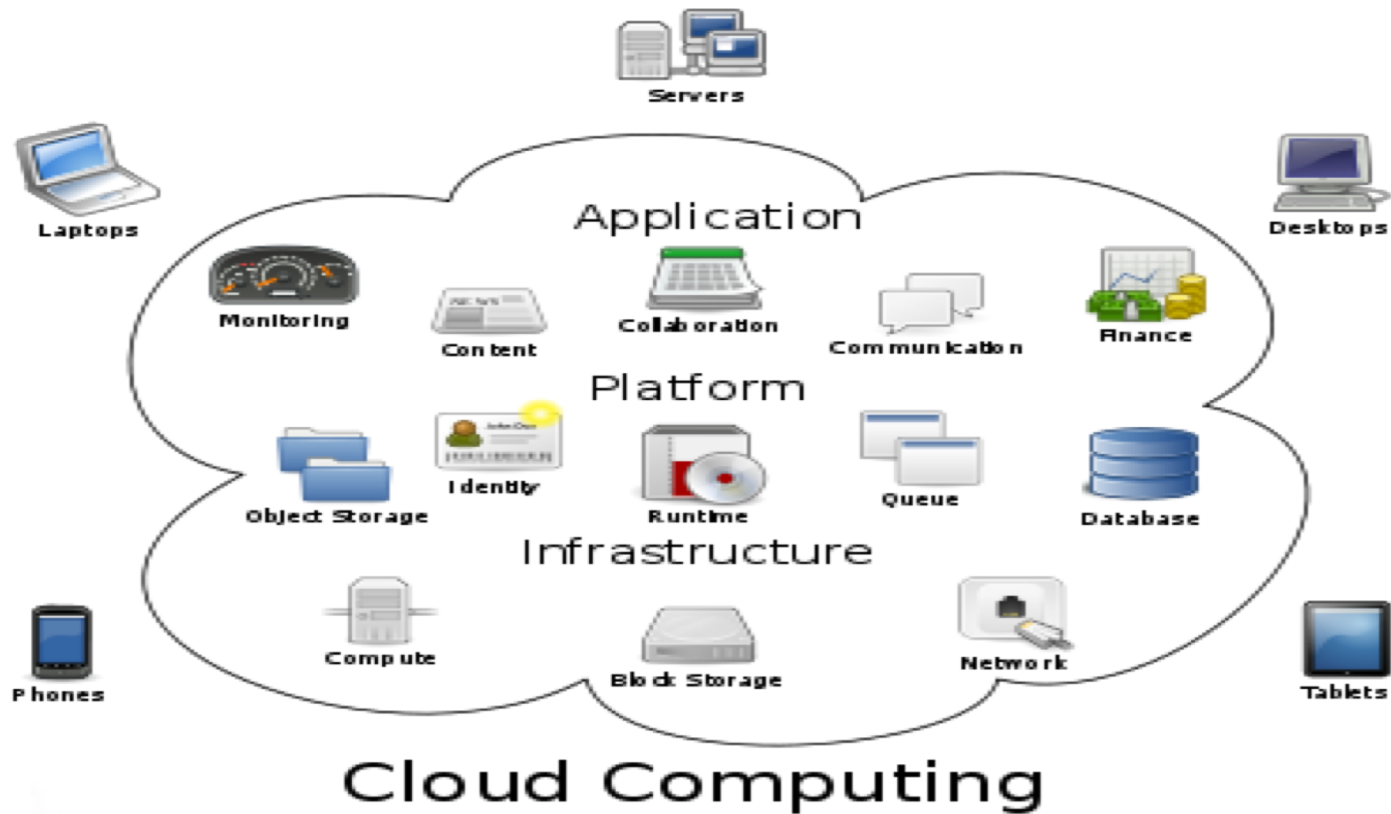 Servers
Laptops
Desktops
Application
Monitoring
Content
Collaboration
Communication
Finance
Platform
Object Storage
Identity
Runtime
Queue
Database
Infrastructure
Compute
Block Storage
Network
Phones
Tablets
Cloud Computing